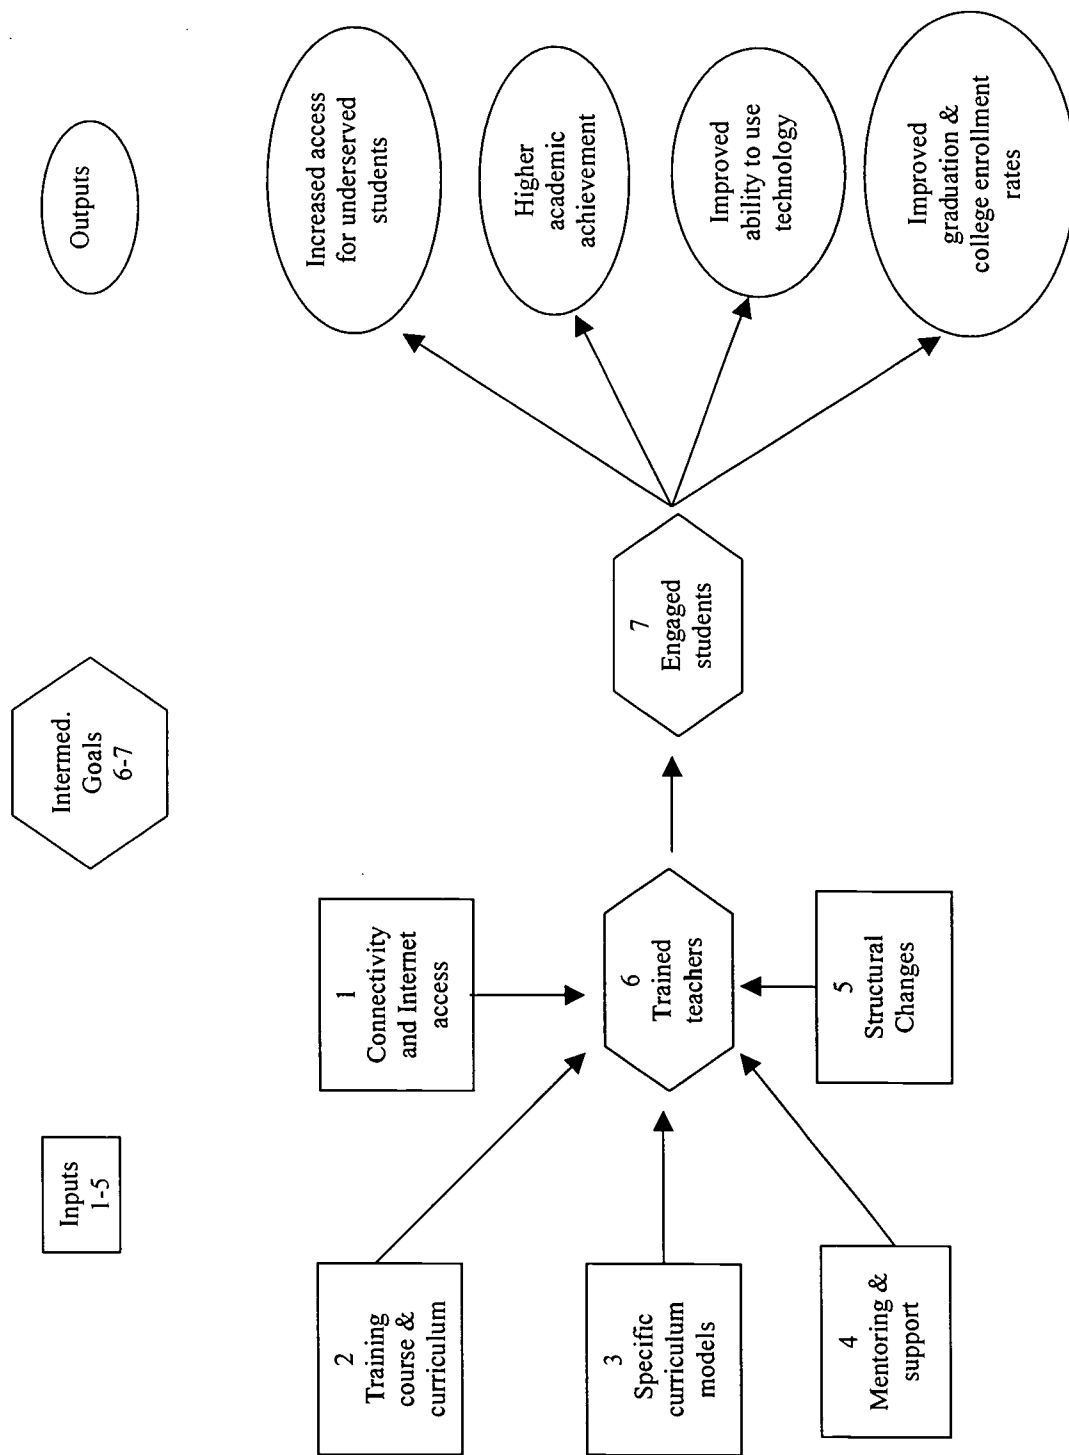 Inputs
1-5
Intermed.
Goals
6-7
Outputs
2
Training
course &
curriculum
1
Connectivity
and Internet
access
Increased access
for underserved
students
3
Specific
curriculum
models
6
Trained
teachers
7
Engaged
students
Higher
academic
achievement
Improved
ability to use
technology
4
Mentoring &
support
5
Structural
Changes
Improved
graduation &
college enrollment
rates